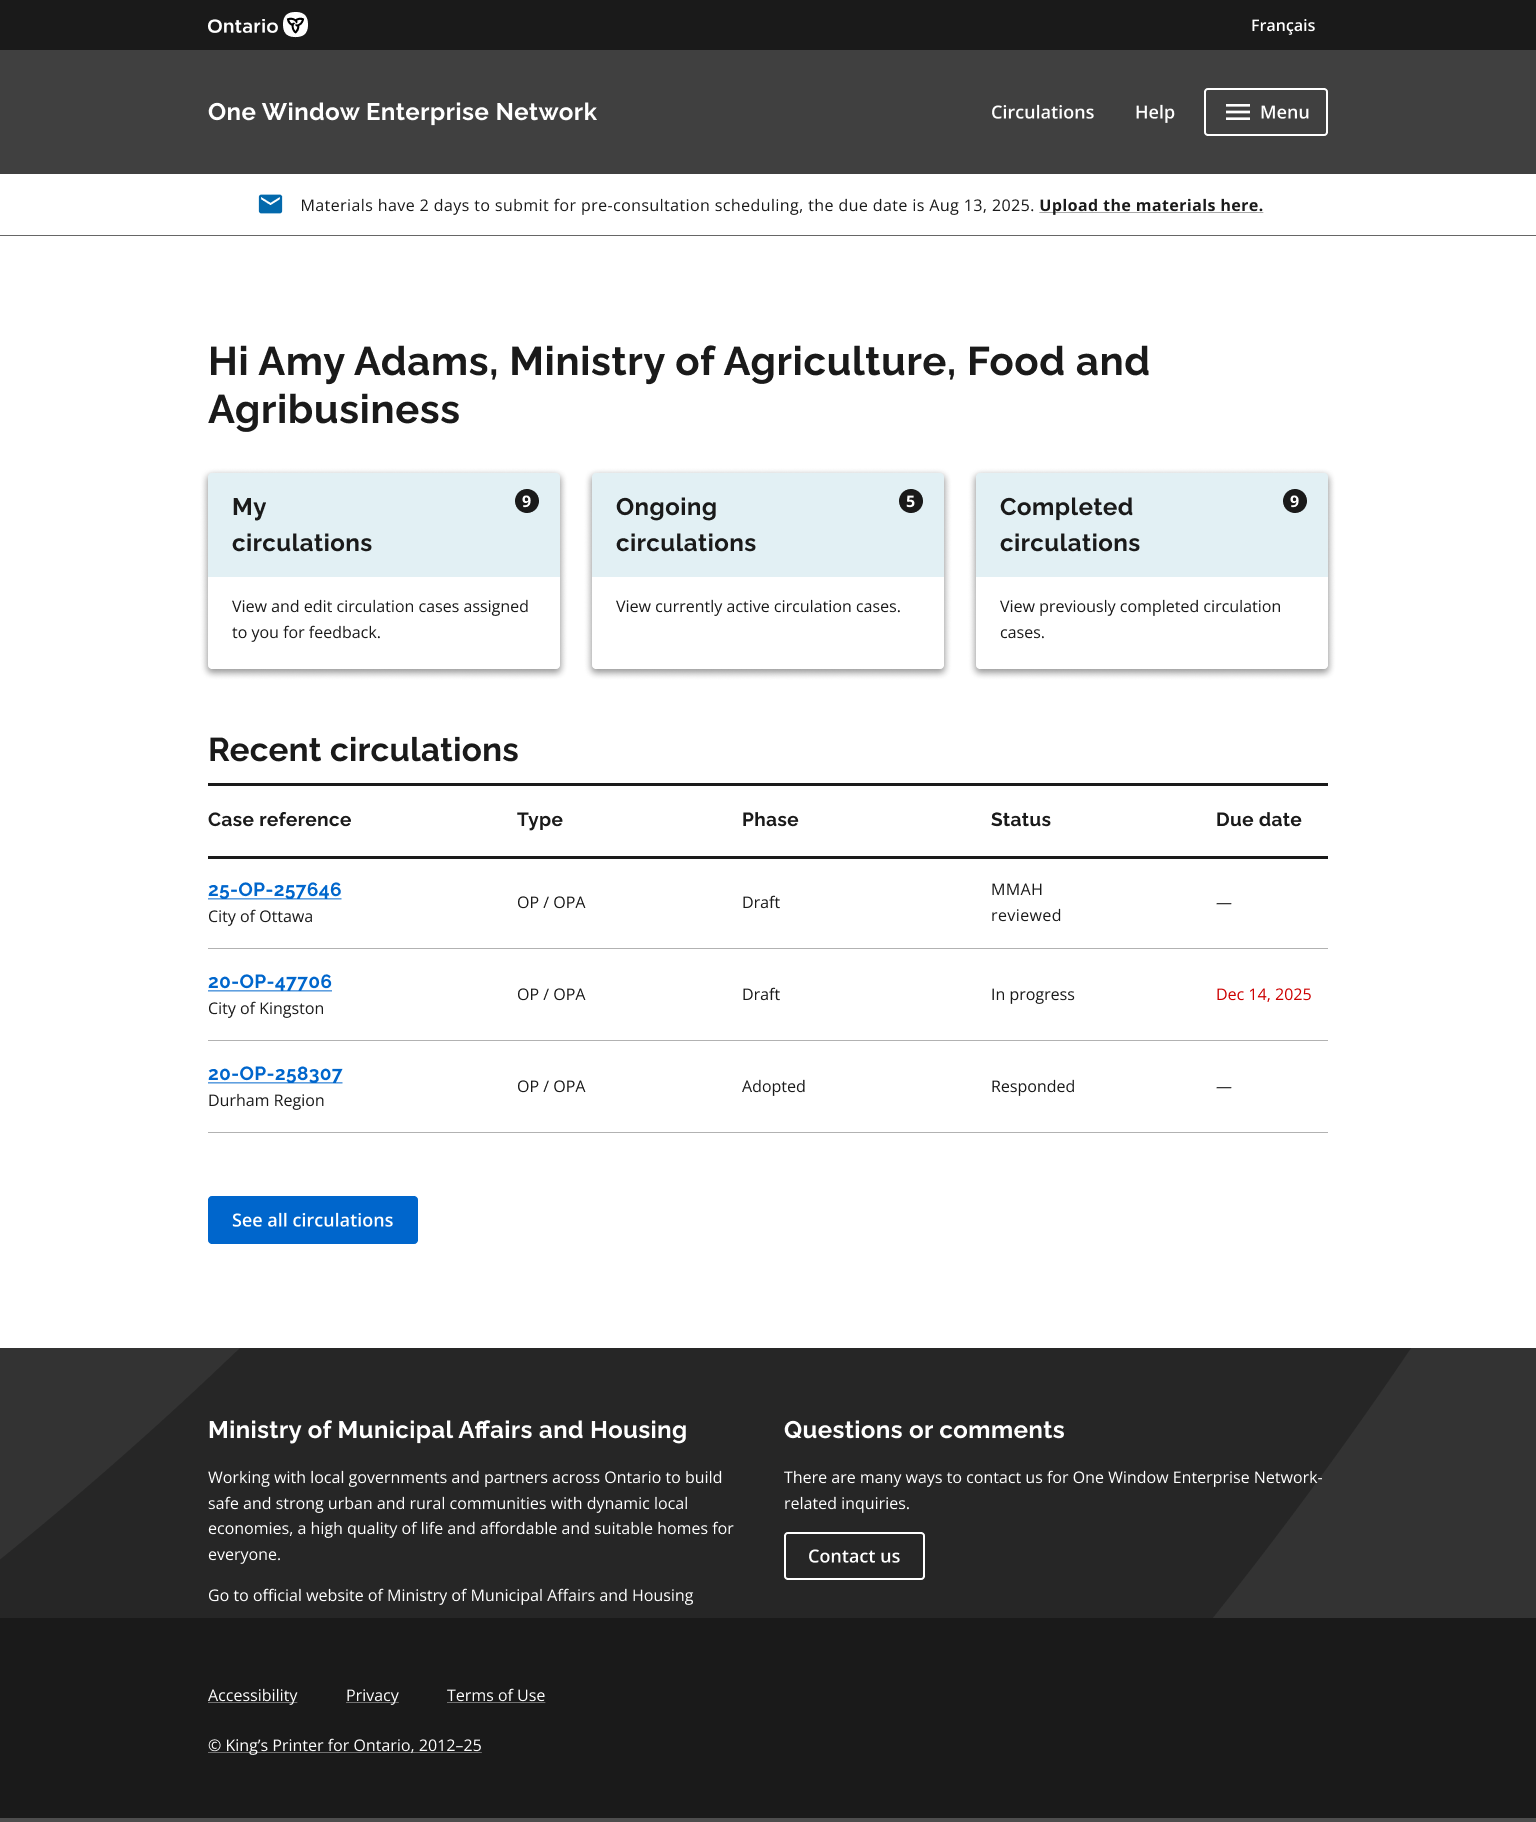 Ontario
Français
One Window Enterprise Network
Circulations
Help
Menu
Materials have 2 days to submit for pre-consultation scheduling, the due date is Aug 13, 2025. Upload the materials here.
Hi Amy Adams, Ministry of Agriculture, Food and
Agribusiness
My
circulations
9
View and edit circulation cases assigned
to you for feedback.
Ongoing
circulations
5
View currently active circulation cases.
Completed
circulations
9
View previously completed circulation
cases.
Recent circulations
Case reference Type Phase Status Due date
25-OP-257646
City of Ottawa
OP / OPA
Draft
MMAH
reviewed
—
20-OP-47706
City of Kingston
OP / OPA
Draft
In progress
Dec 14, 2025
20-OP-258307
Durham Region
OP / OPA
Adopted
Responded
—
See all circulations
Ministry of Municipal Affairs and Housing
Working with local governments and partners across Ontario to build
safe and strong urban and rural communities with dynamic local
economies, a high quality of life and affordable and suitable homes for
everyone.
Go to official website of Ministry of Municipal Affairs and Housing
Questions or comments
There are many ways to contact us for One Window Enterprise Network-
related inquiries.
Contact us
Accessibility
Privacy
Terms of Use
© King’s Printer for Ontario, 2012–25